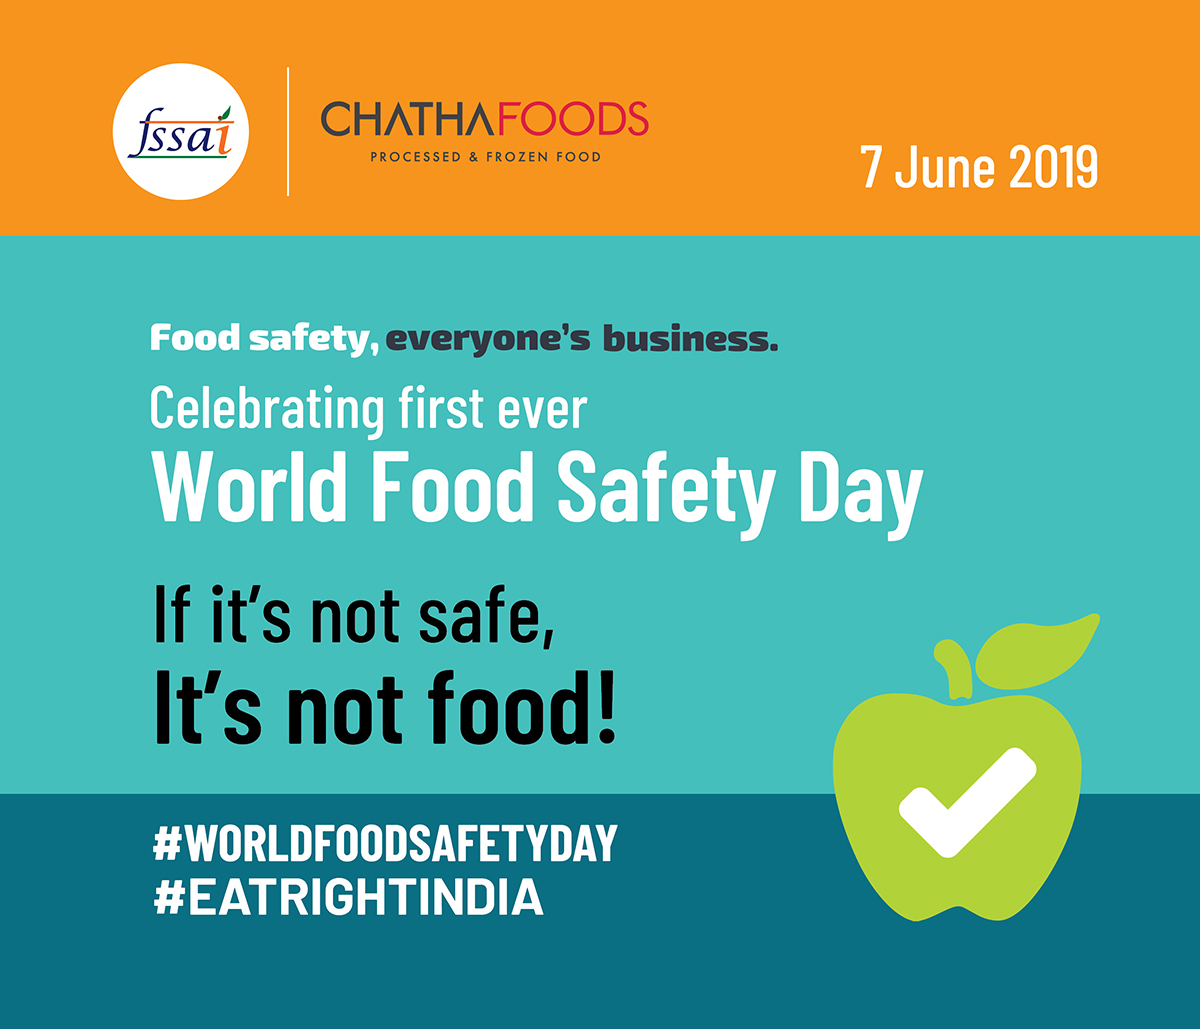 fssai
CHATHAFOODS
PROCESSED & FROZEN FOOD
7 June 2019
Food safety, everyone’s business.
Celebrating first ever
World Food Safety Day
If it’s not safe,
It’s not food!
#WORLDFOODSAFETYDAY
#EATRIGHTINDIA